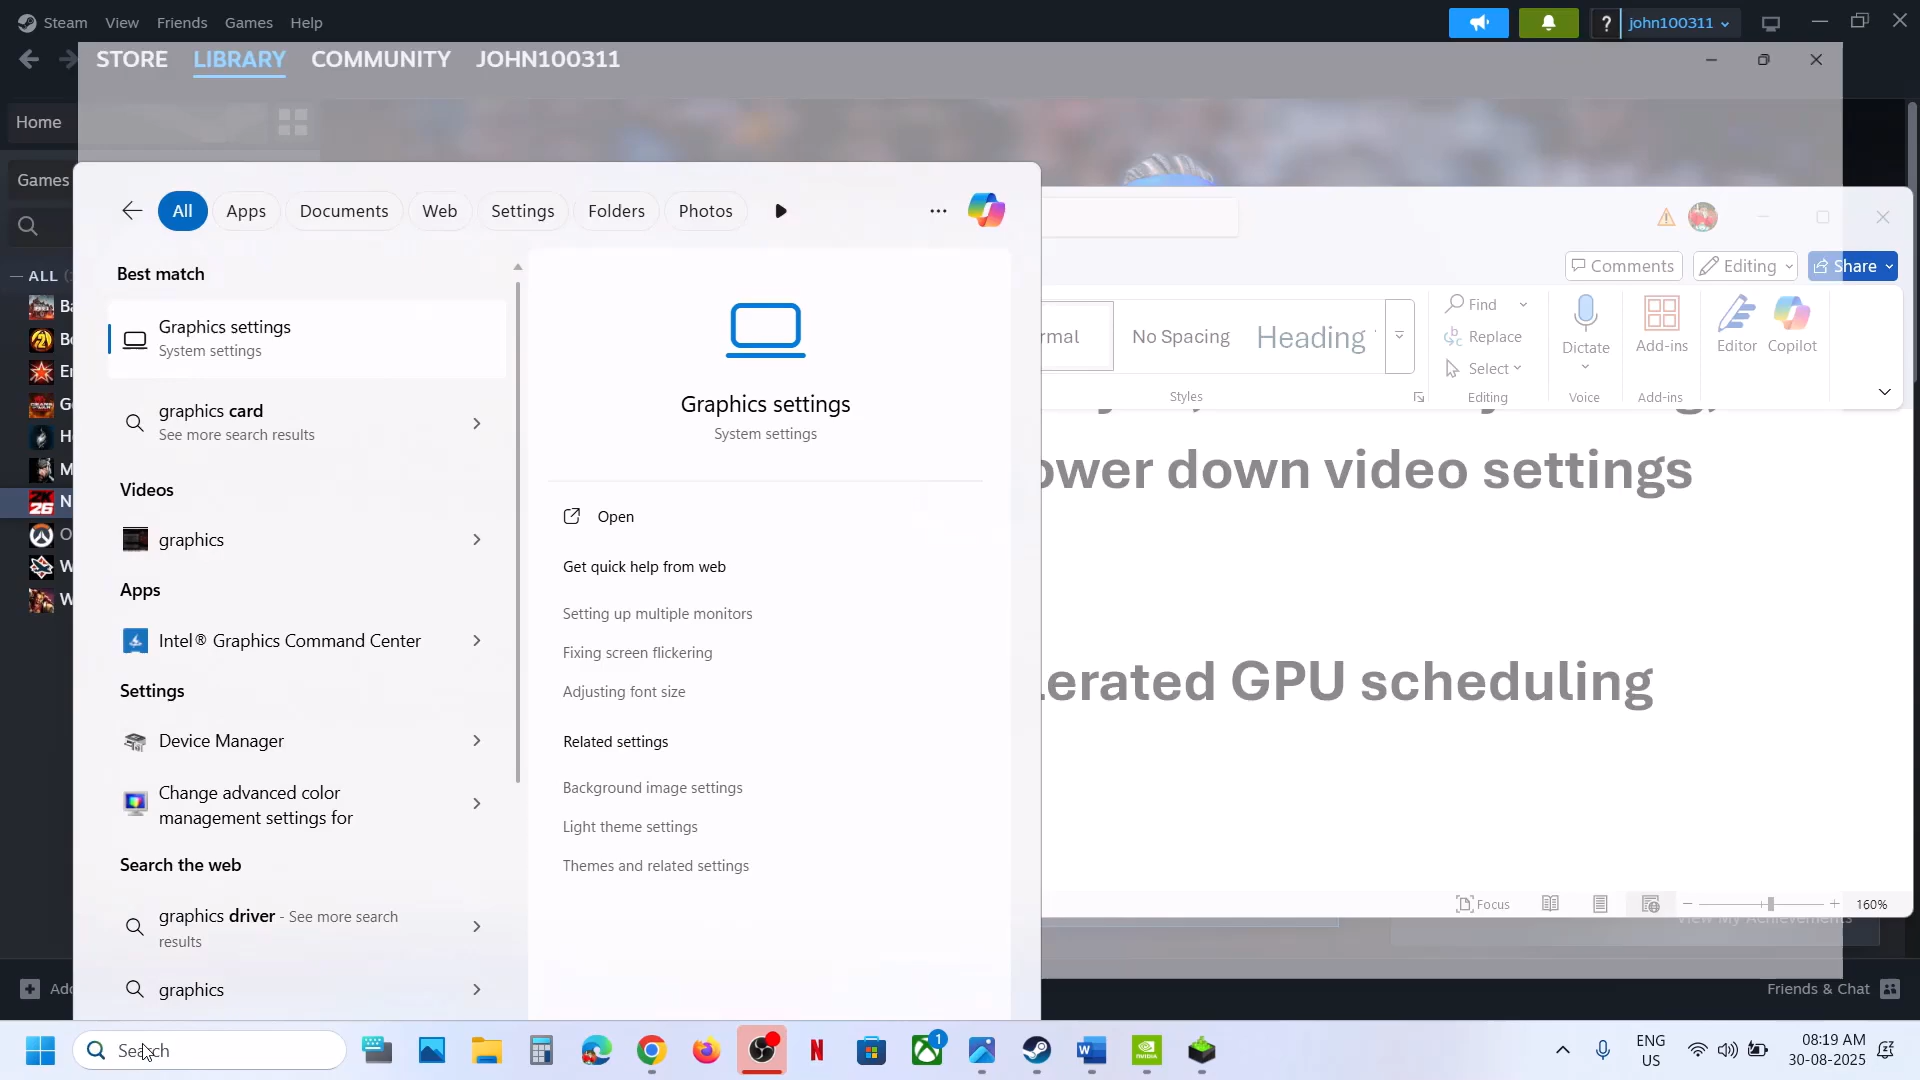 Steam View Friends Games Help
? john100311
STORE LIBRARY COMMUNITY JOHN100311
Home
Games
ALL
All Apps Documents Web Settings Folders Photos
Best match
Graphics settings
System settings
graphics card
See more search results
Videos
graphics
Apps
Intel® Graphics Command Center
Settings
Device Manager
Change advanced color
management settings for
Search the web
graphics driver - See more search
results
graphics
Graphics settings
System settings
Open
Get quick help from web
Setting up multiple monitors
Fixing screen flickering
Adjusting font size
Related settings
Background image settings
Light theme settings
Themes and related settings
Comments Editing Share
No Spacing Heading
Find
Replace
Select
Dictate
Add-ins
Editor
Copilot
Styles Editing Voice Add-ins
ower down video settings
lerated GPU scheduling
Focus 160%
View My Achievements
Friends & Chat
Search
1
ENG
US
08:19 AM
30-08-2025